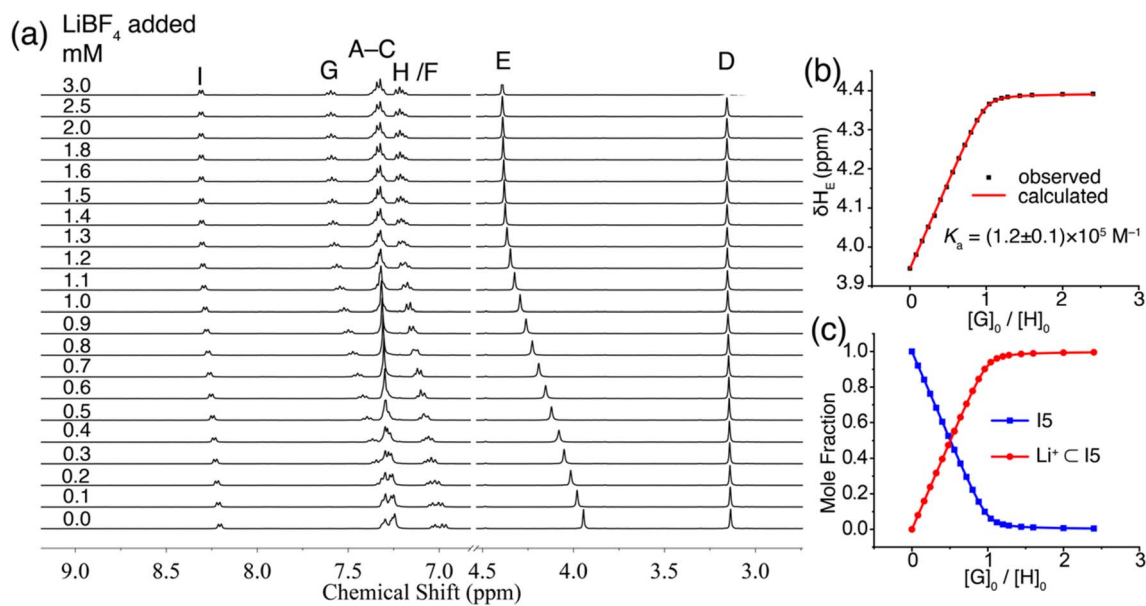 (a) LiBF₄ added
mM
A–C
I G H /F E D
3.0
2.5
2.0
1.8
1.6
1.5
1.4
1.3
1.2
1.1
1.0
0.9
0.8
0.7
0.6
0.5
0.4
0.3
0.2
0.1
0.0
9.0 8.5 8.0 7.5 7.0 4.5 4.0 3.5 3.0
Chemical Shift (ppm)
(b)
δH_E (ppm)
4.4
4.3
4.2
4.1
4.0
3.9
observed
calculated
Kₐ = (1.2±0.1)×10⁵ M⁻¹
0 1 2 3
[G]₀ / [H]₀
(c)
Mole Fraction
1.0
0.8
0.6
0.4
0.2
0.0
I5
Li⁺ ⊂ I5
0 1 2 3
[G]₀ / [H]₀